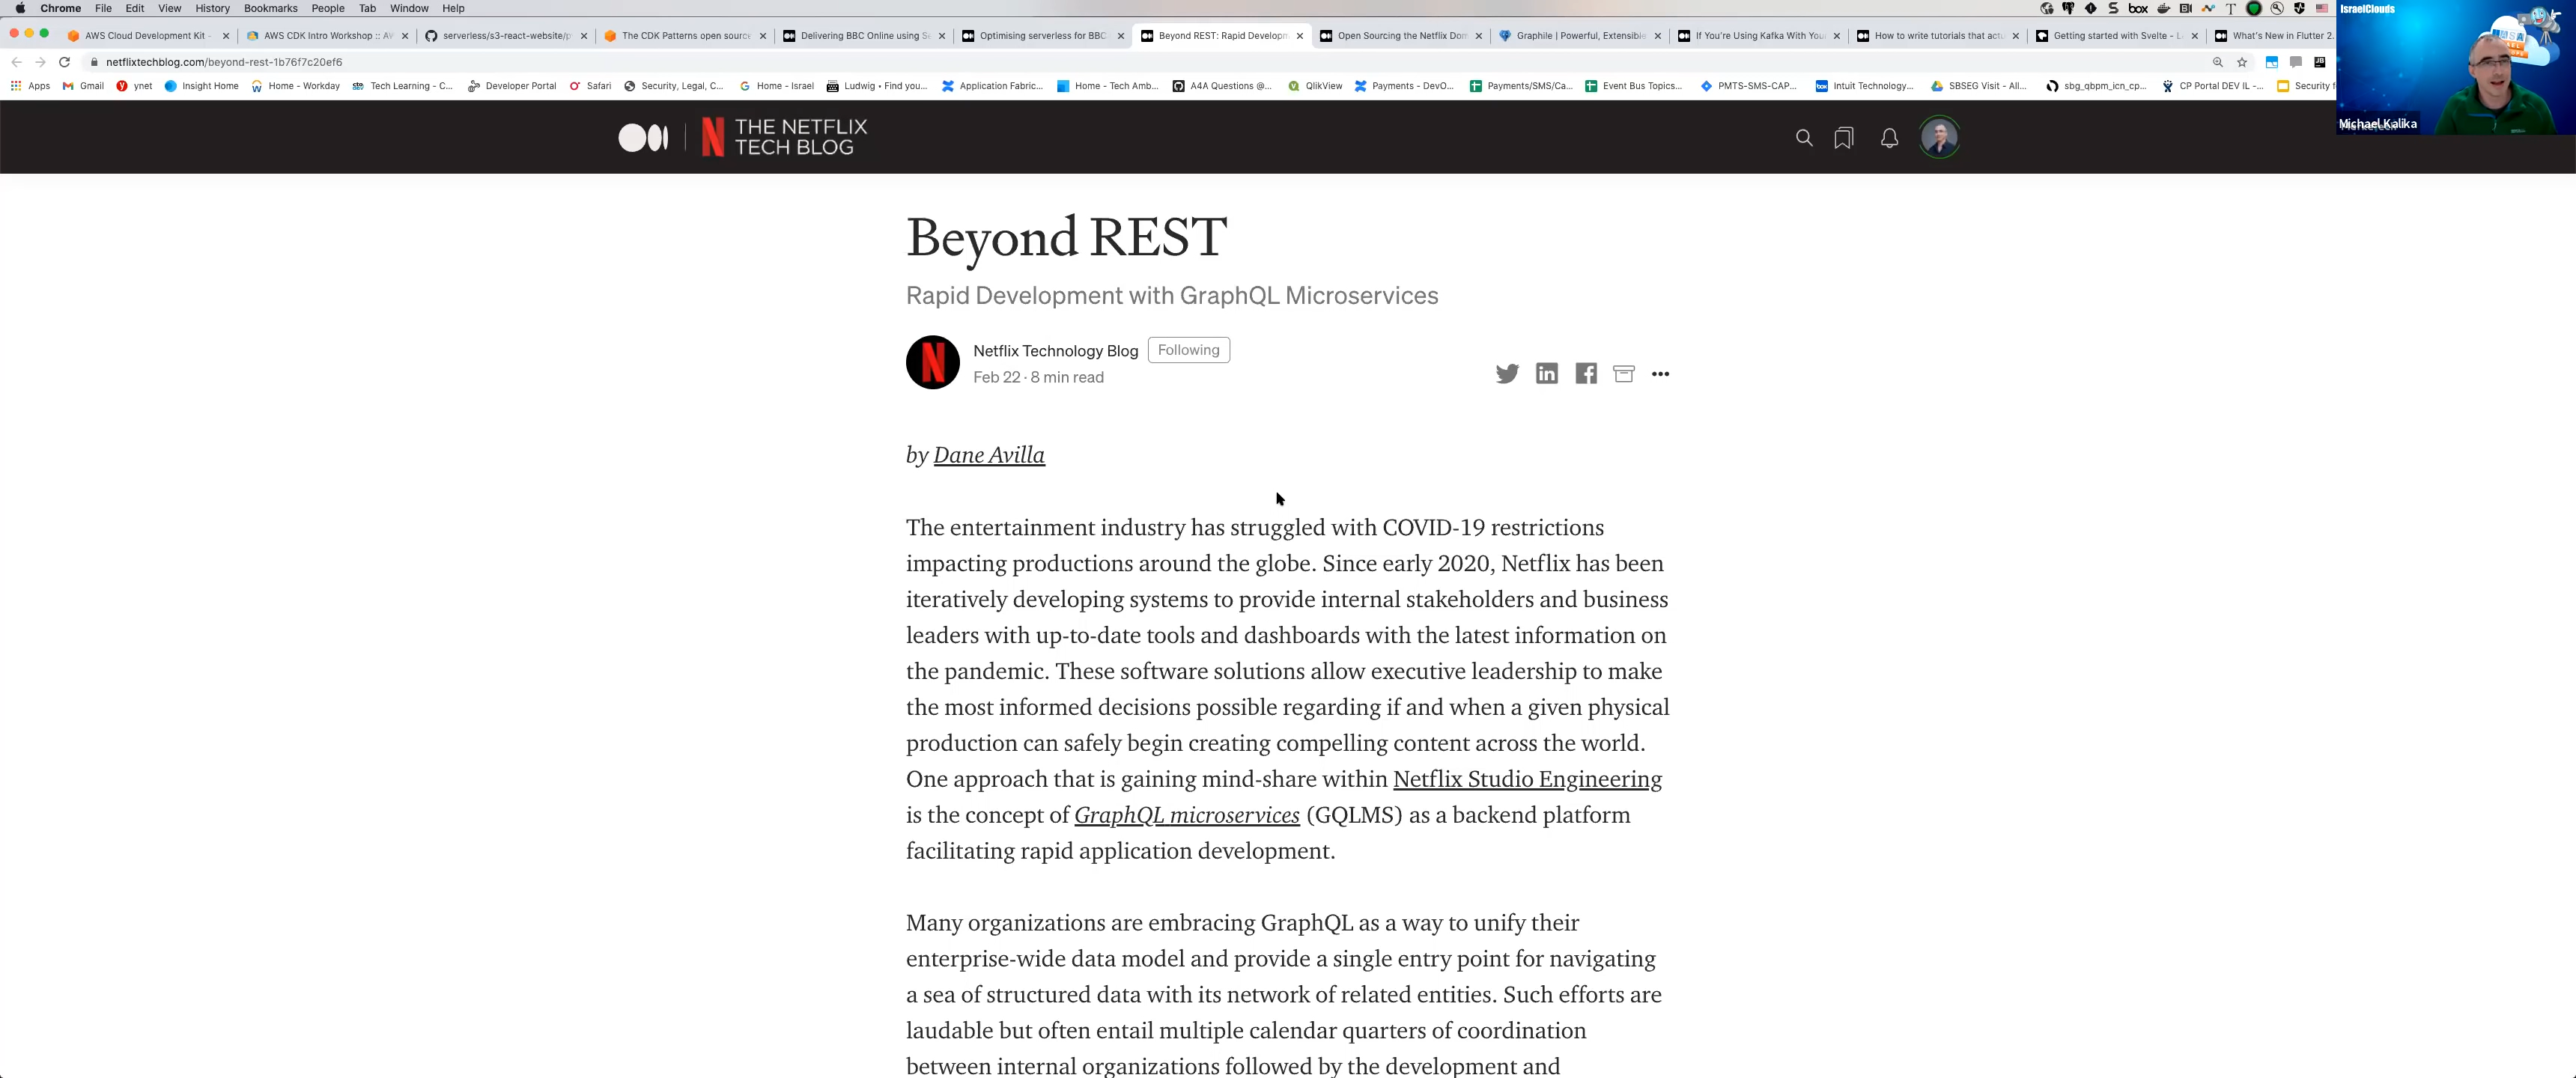 Chrome File Edit View History Bookmarks People Tab Window Help
box
IsraelClouds
AWS Cloud Development Kit - AWS CDK Intro Workshop :: AW serverless/s3-react-website/p The CDK Patterns open source Delivering BBC Online using Se Optimising serverless for BBC Beyond REST: Rapid Developm Open Sourcing the Netflix Dom Graphile | Powerful, Extensible If You're Using Kafka With You How to write tutorials that actu Getting started with Svelte - L What's New in Flutter 2.
netflixtechblog.com/beyond-rest-1b76f7c20ef6
Apps Gmail ynet Insight Home Home - Workday Tech Learning - C... Developer Portal Safari Security, Legal, C... Home - Israel Ludwig • Find you... Application Fabric... Home - Tech Amb... A4A Questions @... QlikView Payments - DevO... Payments/SMS/Ca... Event Bus Topics... PMTS-SMS-CAP... Intuit Technology... SBSEG Visit - All... sbg_qbpm_icn_cp... CP Portal DEV IL -... Security f
Michael Kalika
THE NETFLIX
TECH BLOG
Beyond REST
Rapid Development with GraphQL Microservices
Netflix Technology Blog Following
Feb 22 · 8 min read
by Dane Avilla
The entertainment industry has struggled with COVID-19 restrictions
impacting productions around the globe. Since early 2020, Netflix has been
iteratively developing systems to provide internal stakeholders and business
leaders with up-to-date tools and dashboards with the latest information on
the pandemic. These software solutions allow executive leadership to make
the most informed decisions possible regarding if and when a given physical
production can safely begin creating compelling content across the world.
One approach that is gaining mind-share within Netflix Studio Engineering
is the concept of GraphQL microservices (GQLMS) as a backend platform
facilitating rapid application development.
Many organizations are embracing GraphQL as a way to unify their
enterprise-wide data model and provide a single entry point for navigating
a sea of structured data with its network of related entities. Such efforts are
laudable but often entail multiple calendar quarters of coordination
between internal organizations followed by the development and